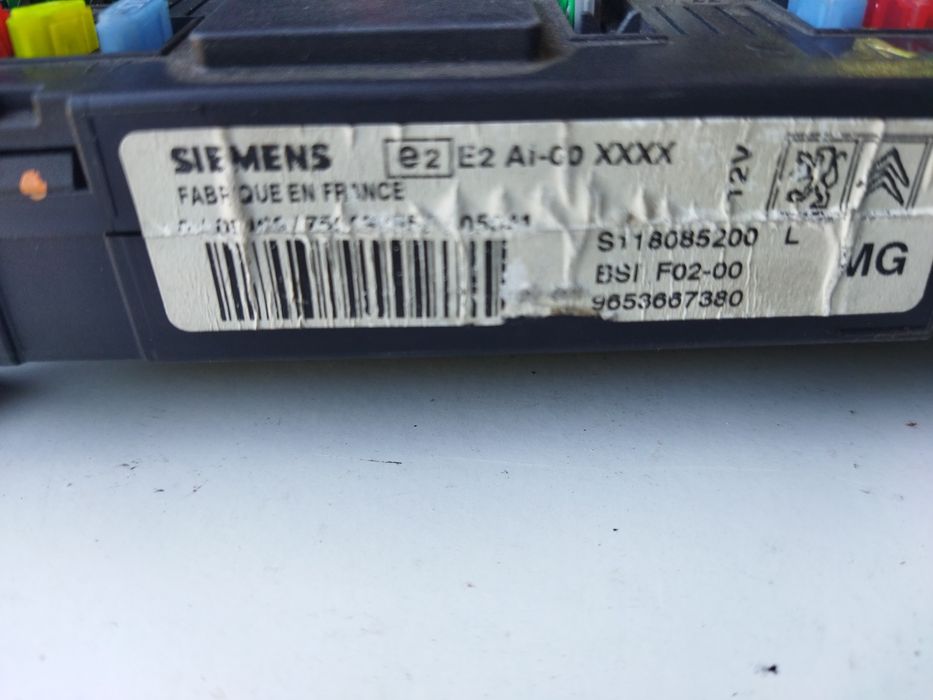 SIEMENS e2 E2 Ai-00 XXXX
FABRIQUE EN FRANCE
12V
S118085200 L
BSI F02-00
MG
9653667380